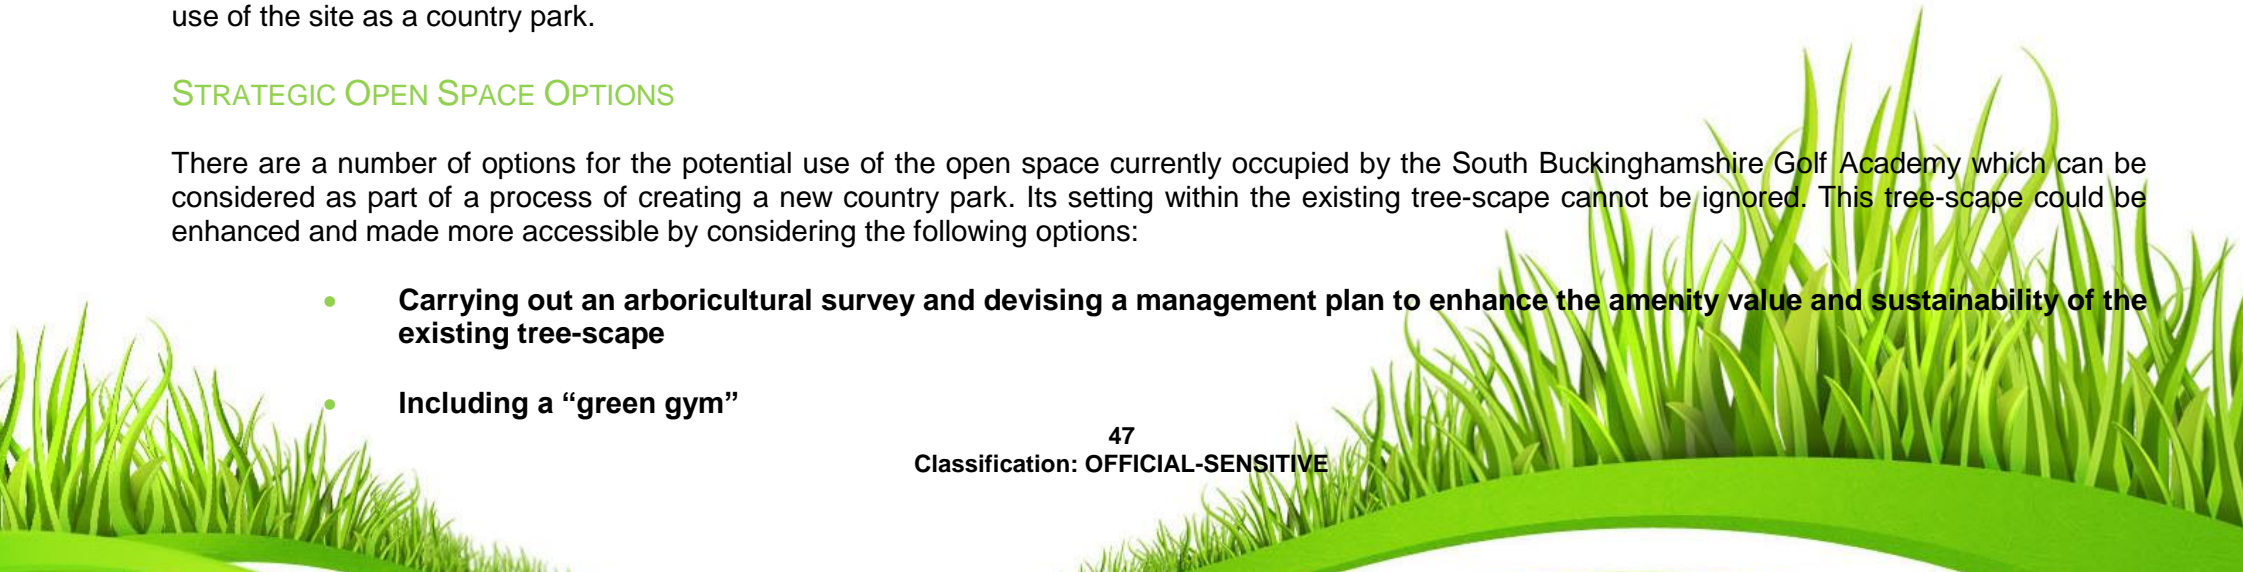 use of the site as a country park.
STRATEGIC OPEN SPACE OPTIONS
There are a number of options for the potential use of the open space currently occupied by the South Buckinghamshire Golf Academy which can be
considered as part of a process of creating a new country park. Its setting within the existing tree-scape cannot be ignored. This tree-scape could be
enhanced and made more accessible by considering the following options:
• Carrying out an arboricultural survey and devising a management plan to enhance the amenity value and sustainability of the
existing tree-scape
• Including a “green gym”
47
Classification: OFFICIAL-SENSITIVE